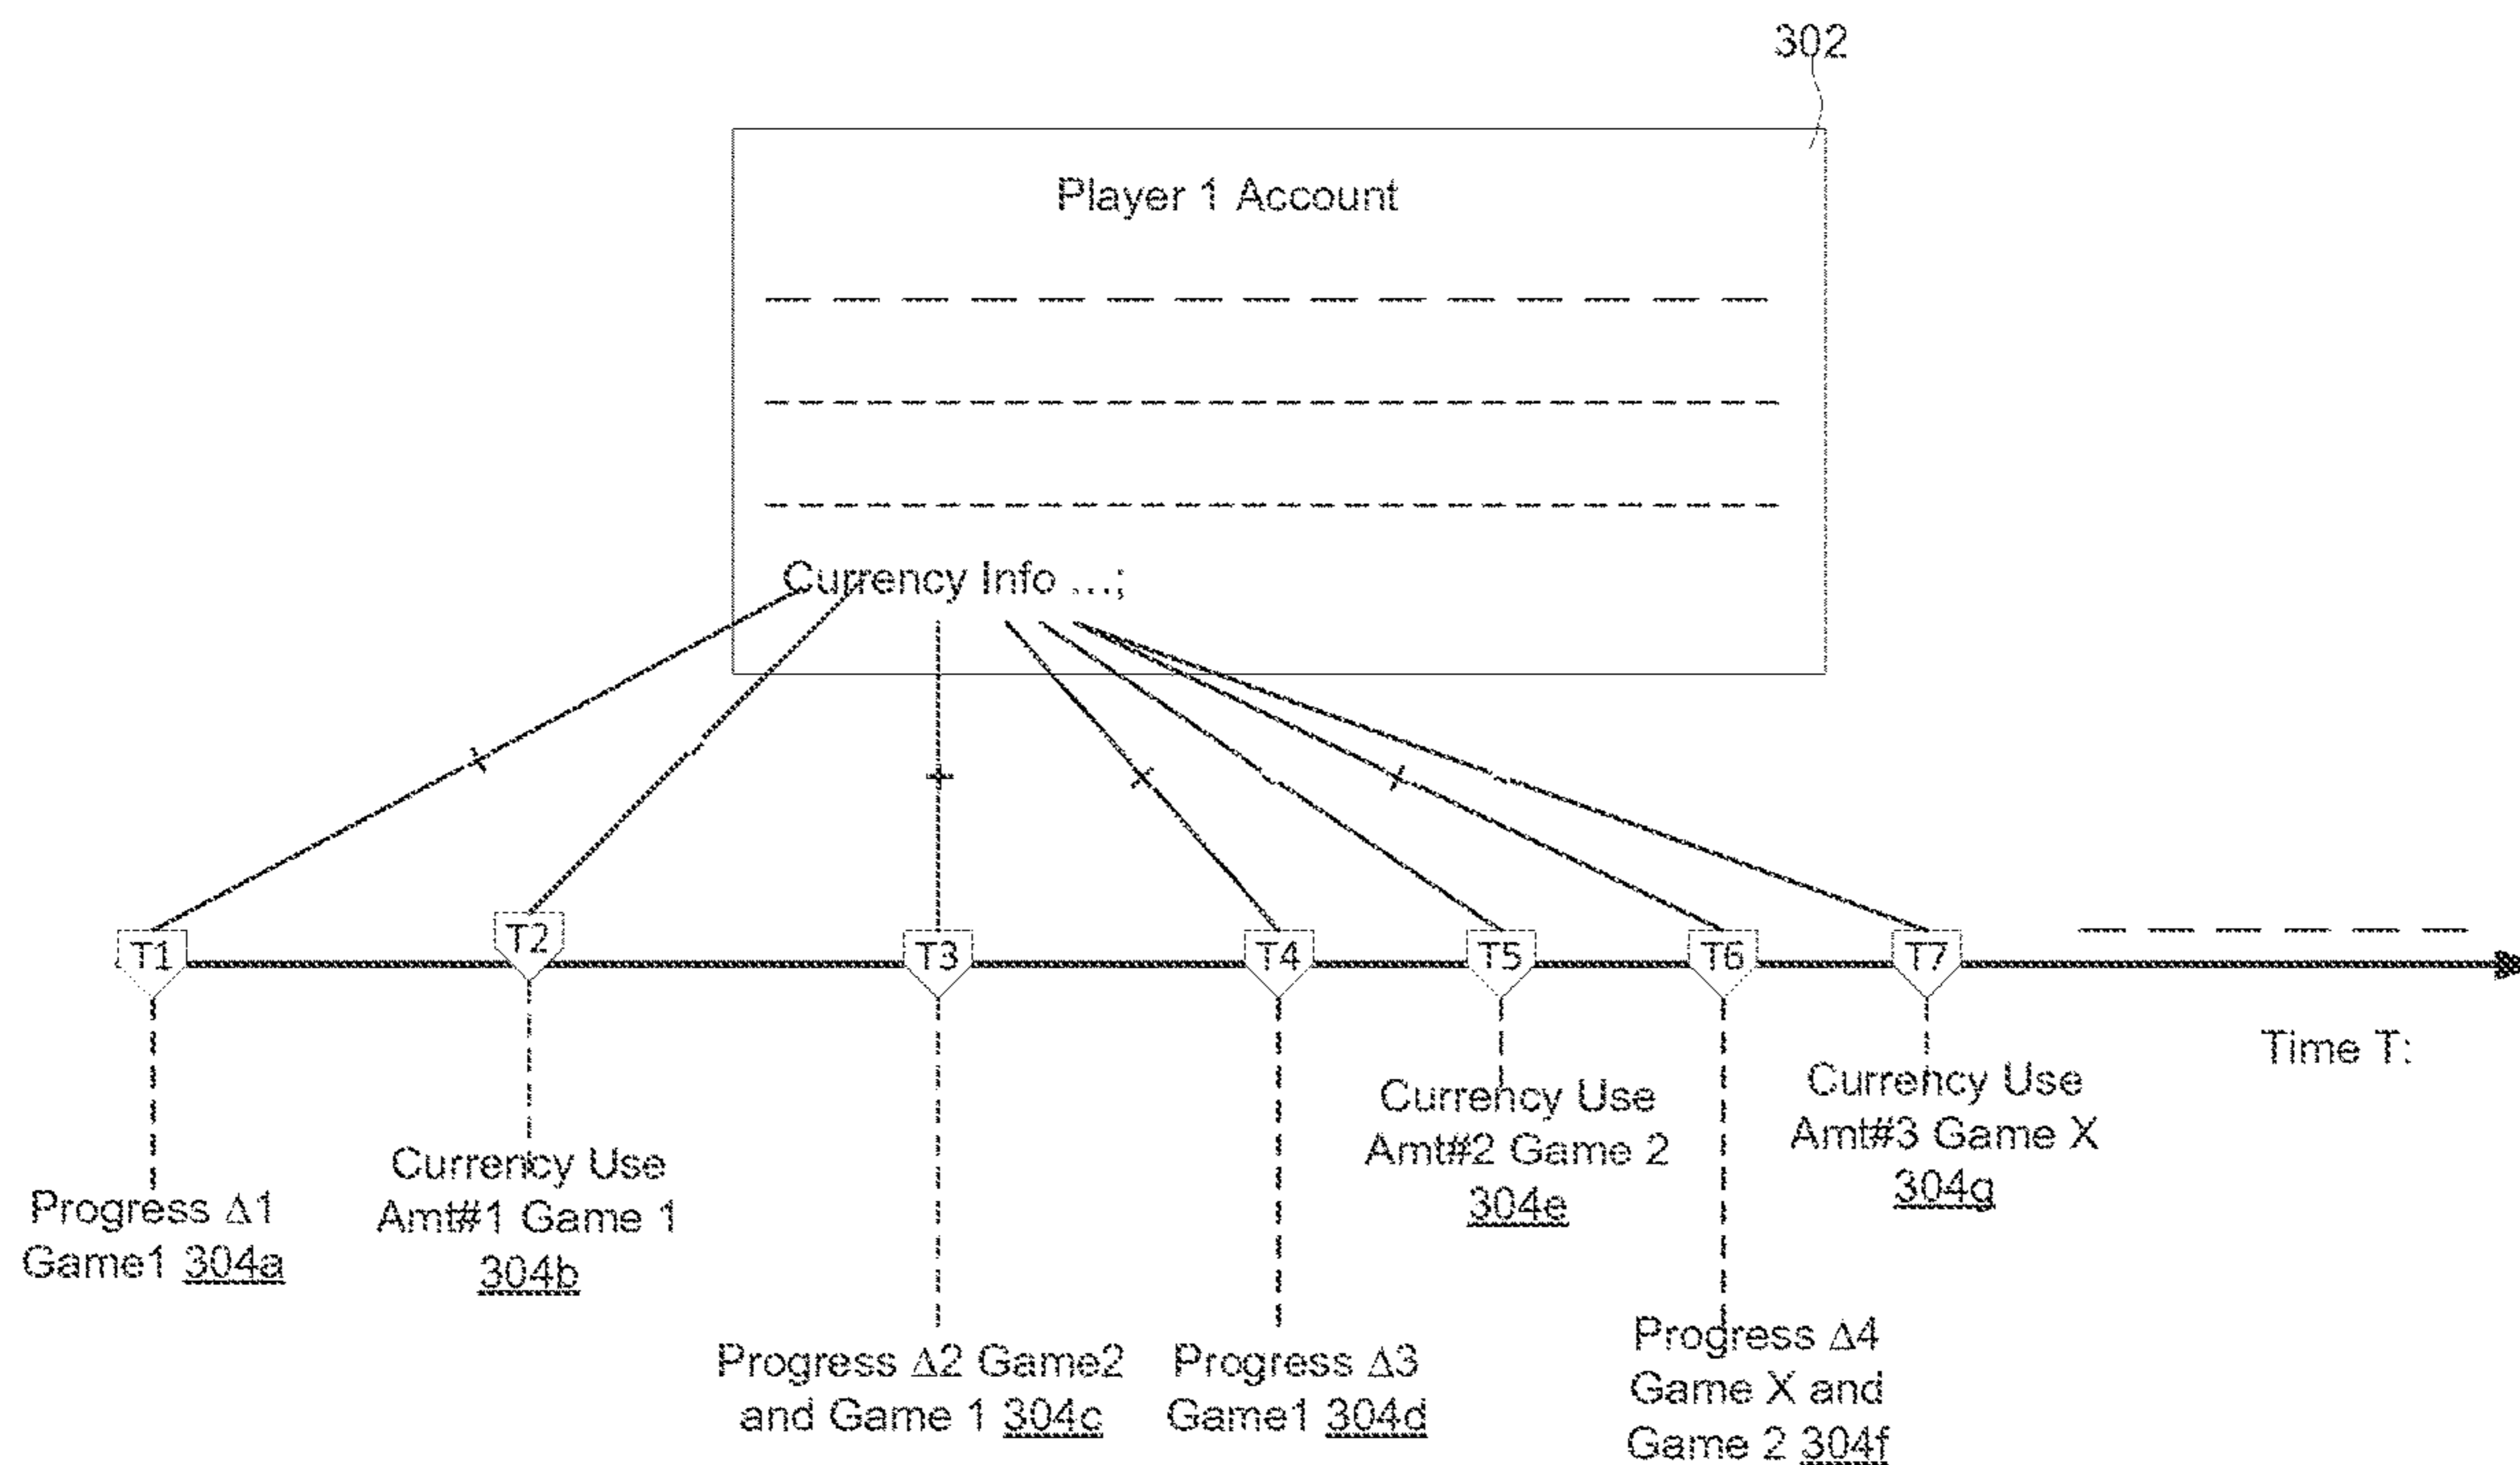 302
Player 1 Account
Currency Info ...;
T1
T2
T3
T4
T5
T6
T7
Time T:
Progress Δ1
Game1 304a
Currency Use
Amt#1 Game 1
304b
Progress Δ2 Game2
and Game 1 304c
Progress Δ3
Game1 304d
Currency Use
Amt#2 Game 2
304e
Progress Δ4
Game X and
Game 2 304f
Currency Use
Amt#3 Game X
304g